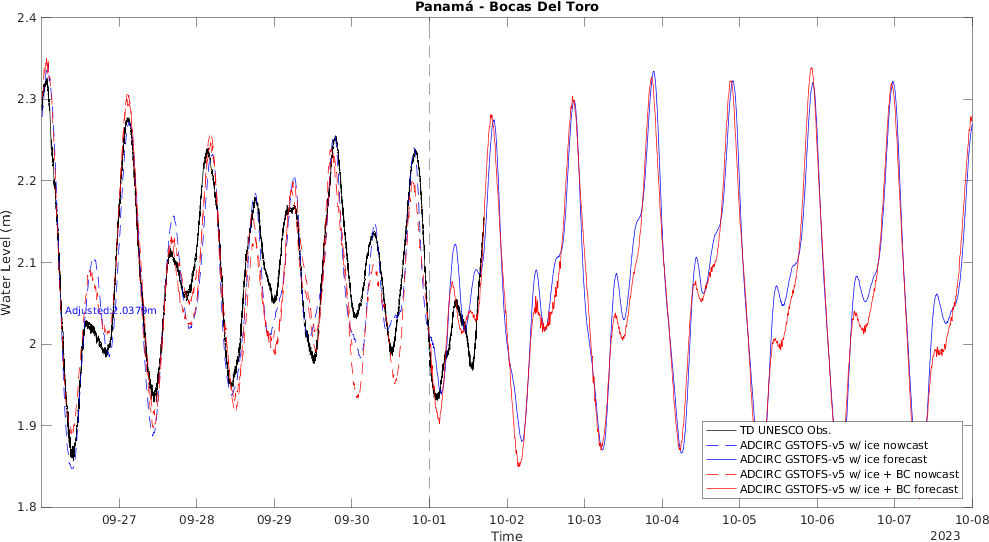 Panamá - Bocas Del Toro
2.4
2.3
2.2
2.1
2
1.9
1.8
Water Level (m)
Adjusted:2.0379m
TD UNESCO Obs.
ADCIRC GSTOFS-v5 w/ ice nowcast
ADCIRC GSTOFS-v5 w/ ice forecast
ADCIRC GSTOFS-v5 w/ ice + BC nowcast
ADCIRC GSTOFS-v5 w/ ice + BC forecast
09-27 09-28 09-29 09-30 10-01 10-02 10-03 10-04 10-05 10-06 10-07 10-08
Time
2023